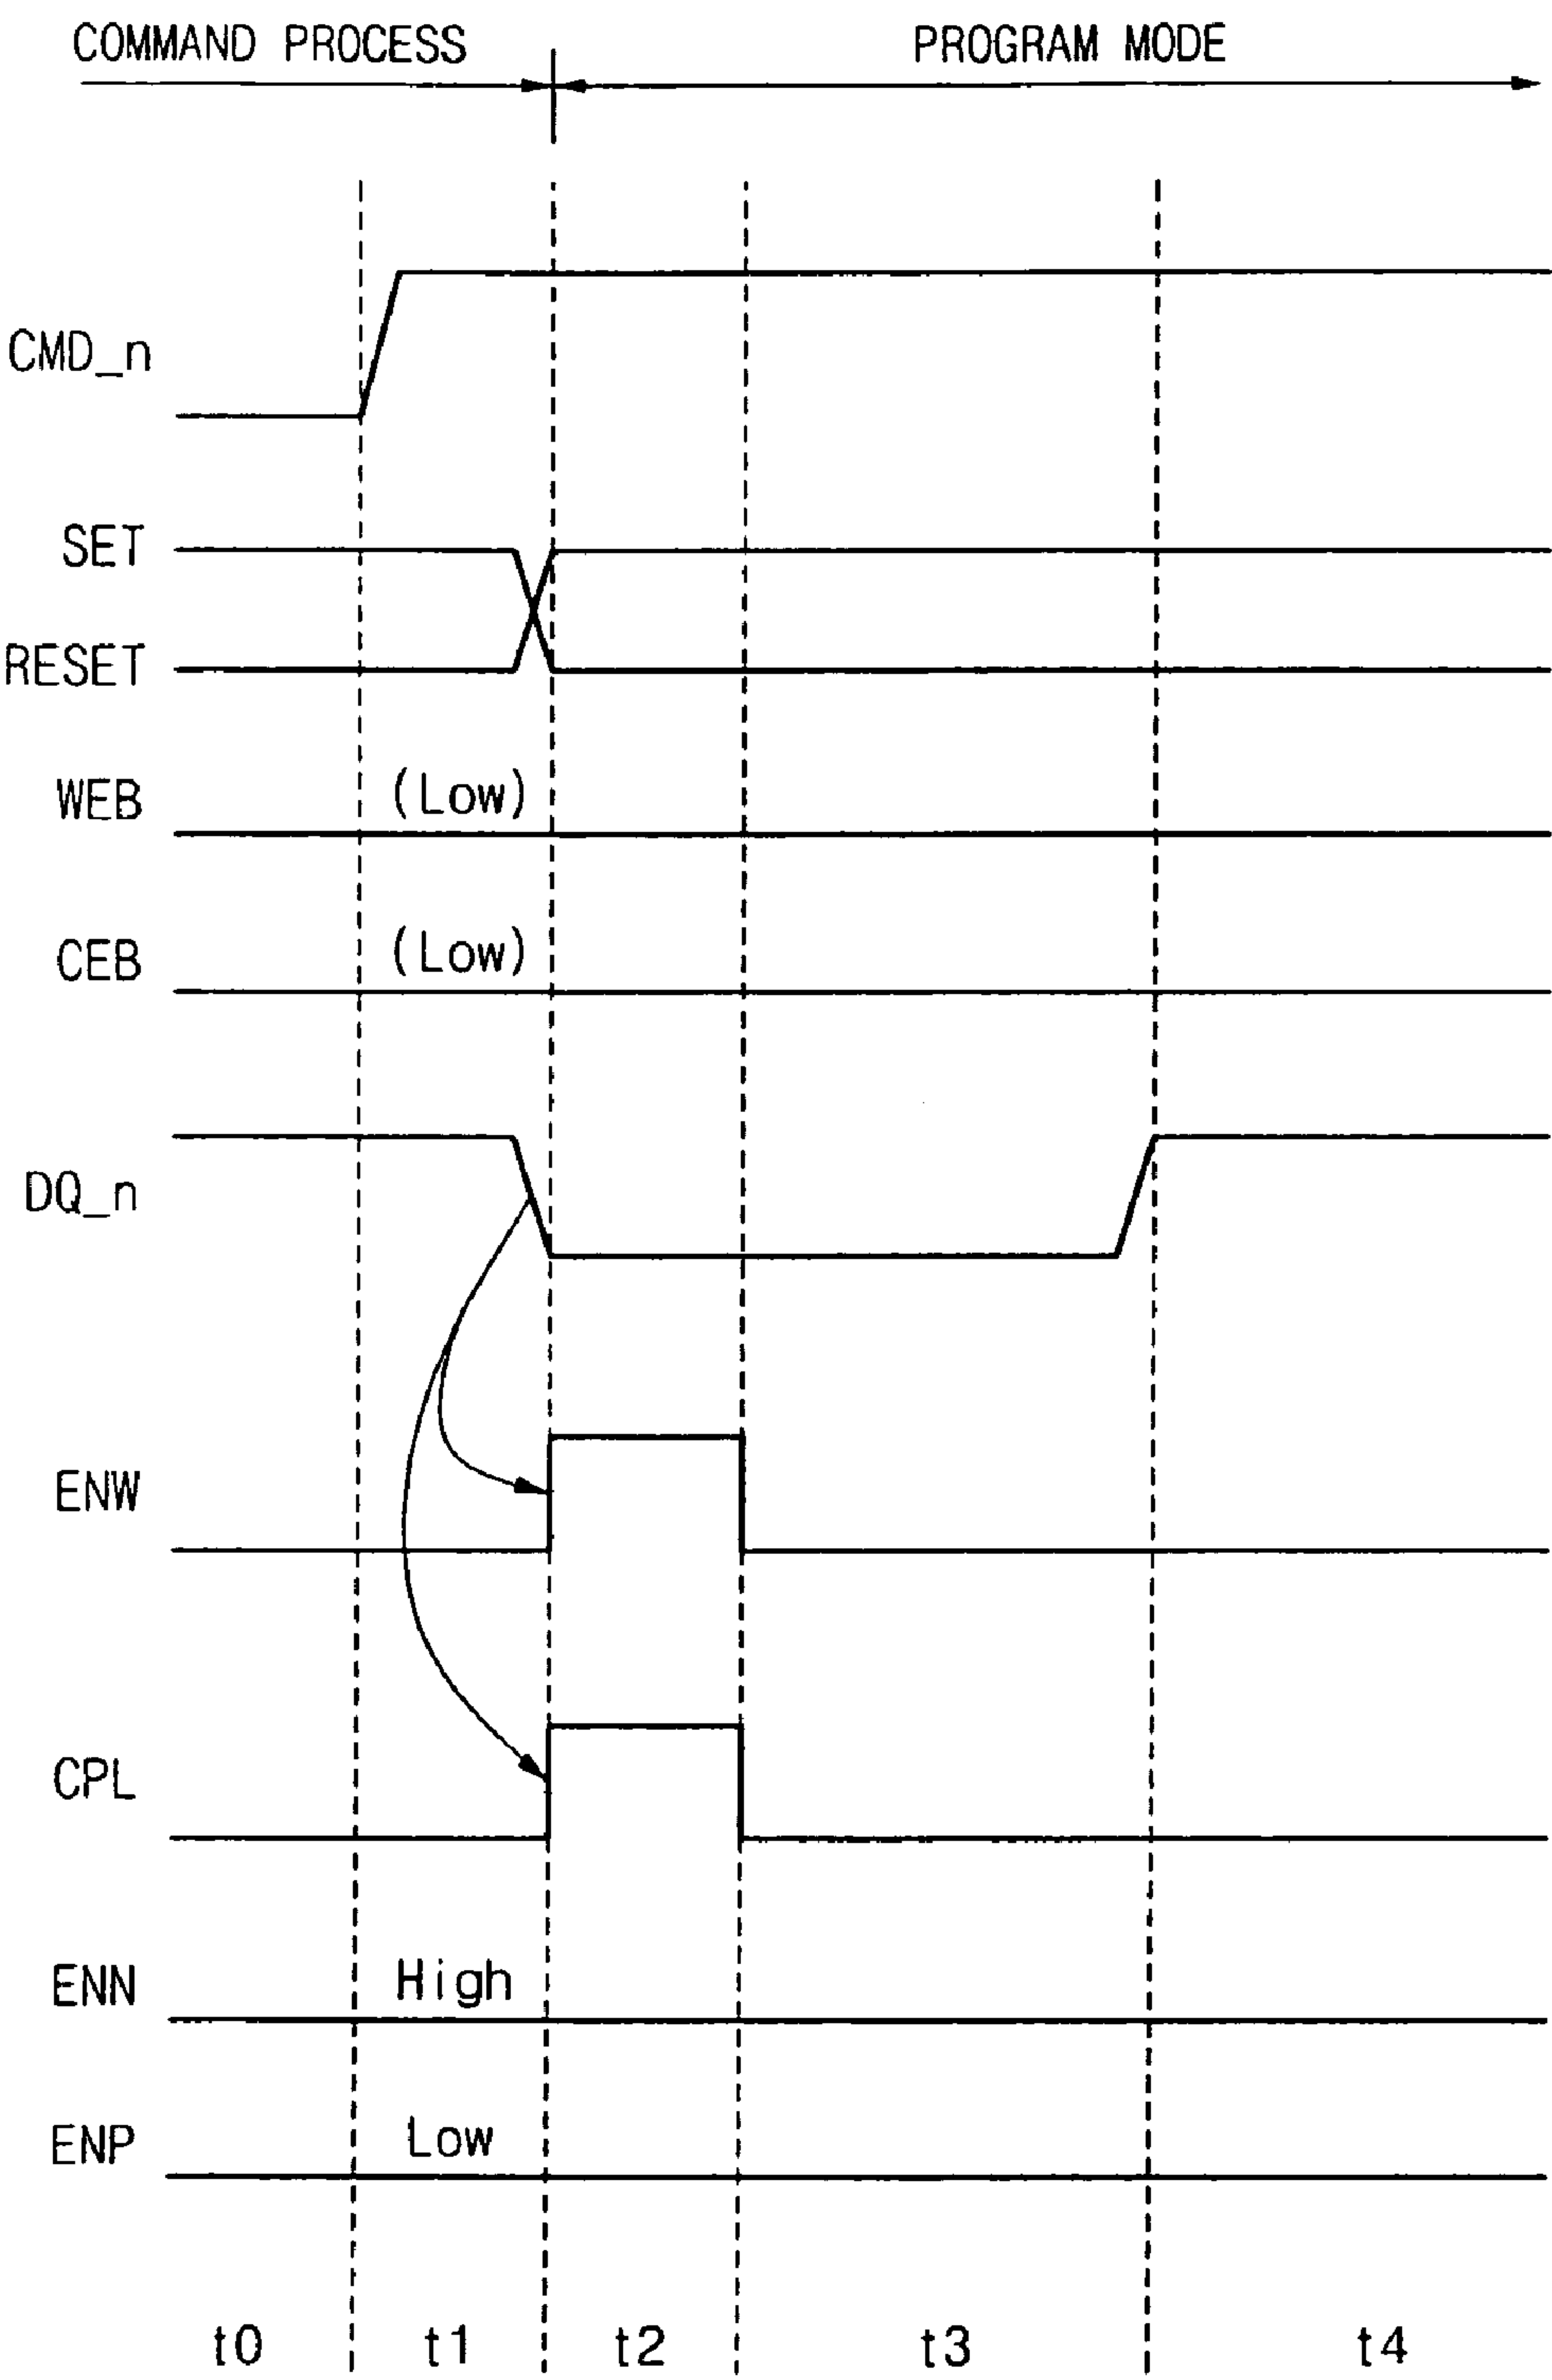 COMMAND PROCESS PROGRAM MODE
CMD_n
SET
RESET
WEB (Low)
CEB (Low)
DQ_n
ENW
CPL
ENN High
ENP Low
t0 t1 t2 t3 t4